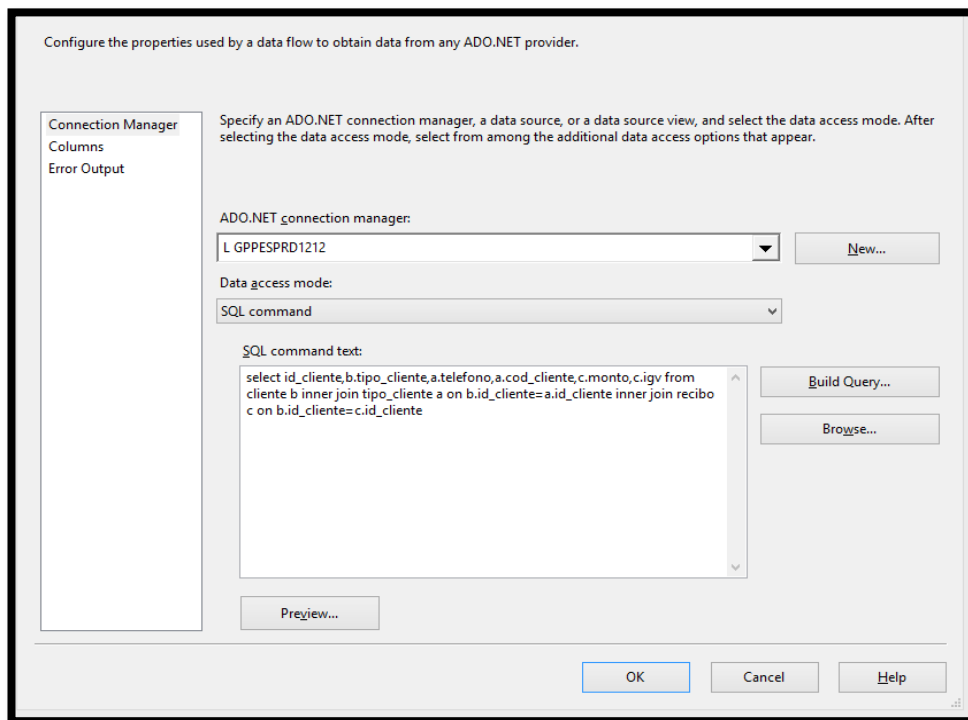 Configure the properties used by a data flow to obtain data from any ADO.NET provider.
Connection Manager
Columns
Error Output
Specify an ADO.NET connection manager, a data source, or a data source view, and select the data access mode. After
selecting the data access mode, select from among the additional data access options that appear.
ADO.NET connection manager:
L GPPESPRD1212
New...
Data access mode:
SQL command
SQL command text:
select id_cliente,b.tipo_cliente,a.telefono,a.cod_cliente,c.monto,c.igv from
cliente b inner join tipo_cliente a on b.id_cliente=a.id_cliente inner join recibo
c on b.id_cliente=c.id_cliente
Build Query...
Browse...
Preview...
OK
Cancel
Help